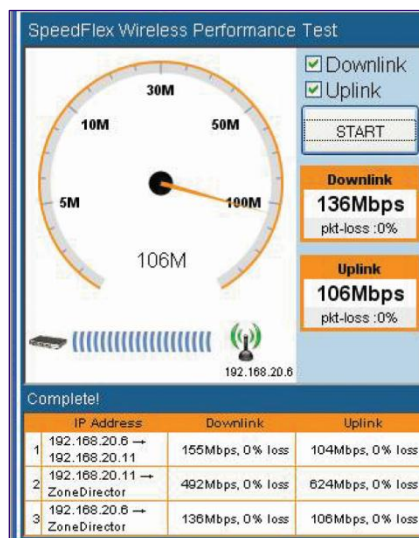 SpeedFlex Wireless Performance Test
Downlink
Uplink
START
30M
10M
50M
5M
100M
106M
Downlink
136Mbps
pkt-loss :0%
Uplink
106Mbps
pkt-loss :0%
192.168.20.6
Complete!
IP Address Downlink Uplink
1 192.168.20.6 → 192.168.20.11 155Mbps, 0% loss 104Mbps, 0% loss
2 192.168.20.11 → ZoneDirector 492Mbps, 0% loss 624Mbps, 0% loss
3 192.168.20.6 → ZoneDirector 136Mbps, 0% loss 106Mbps, 0% loss